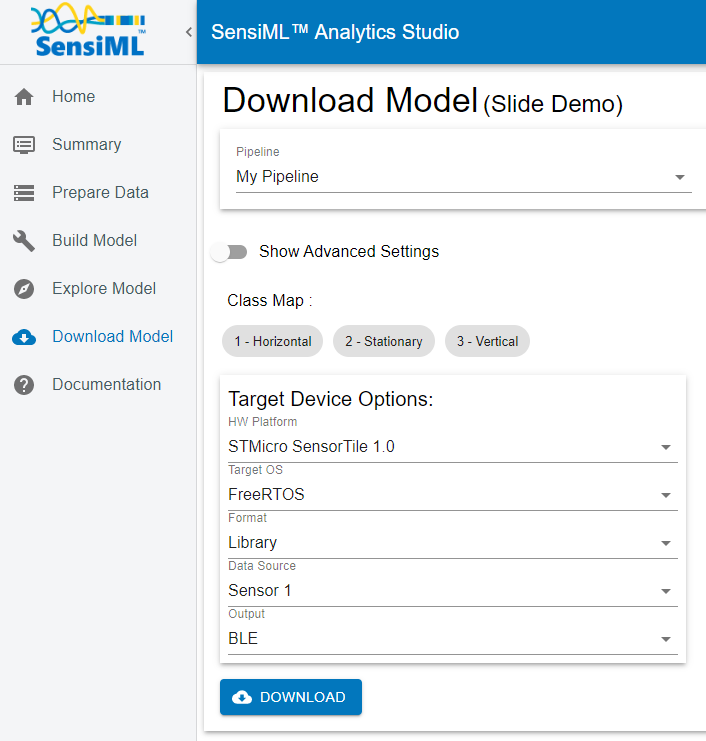 SensiML™
SensiML™ Analytics Studio
Home
Summary
Prepare Data
Build Model
Explore Model
Download Model
Documentation
Download Model (Slide Demo)
Pipeline
My Pipeline
Show Advanced Settings
Class Map :
1 - Horizontal 2 - Stationary 3 - Vertical
Target Device Options:
HW Platform
STMicro SensorTile 1.0
Target OS
FreeRTOS
Format
Library
Data Source
Sensor 1
Output
BLE
DOWNLOAD